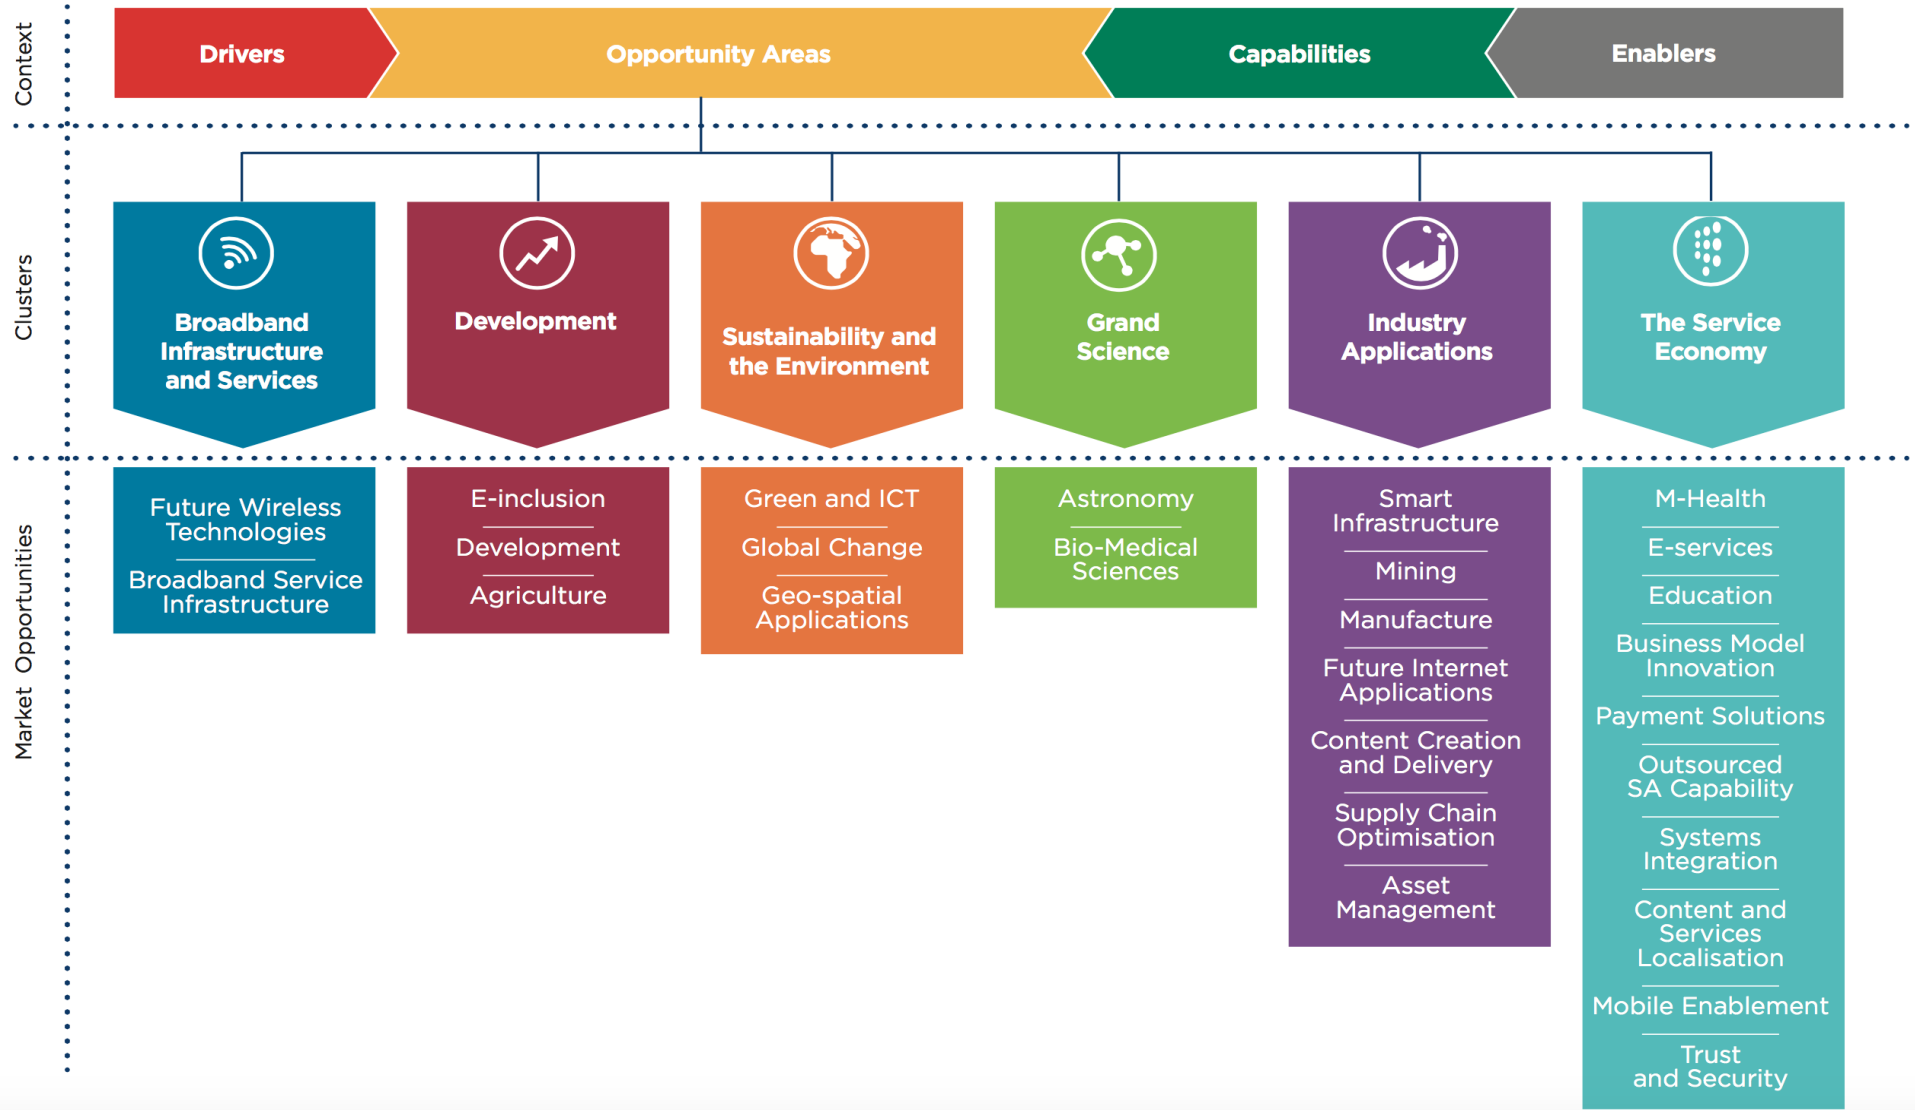 Context
Drivers
Opportunity Areas
Capabilities
Enablers
Clusters
Broadband
Infrastructure
and Services
Development
Sustainability and
the Environment
Grand
Science
Industry
Applications
The Service
Economy
Market Opportunities
Future Wireless
Technologies
Broadband Service
Infrastructure
E-inclusion
Development
Agriculture
Green and ICT
Global Change
Geo-spatial
Applications
Astronomy
Bio-Medical
Sciences
Smart
Infrastructure
Mining
Manufacture
Future Internet
Applications
Content Creation
and Delivery
Supply Chain
Optimisation
Asset
Management
M-Health
E-services
Education
Business Model
Innovation
Payment Solutions
Outsourced
SA Capability
Systems
Integration
Content and
Services
Localisation
Mobile Enablement
Trust
and Security